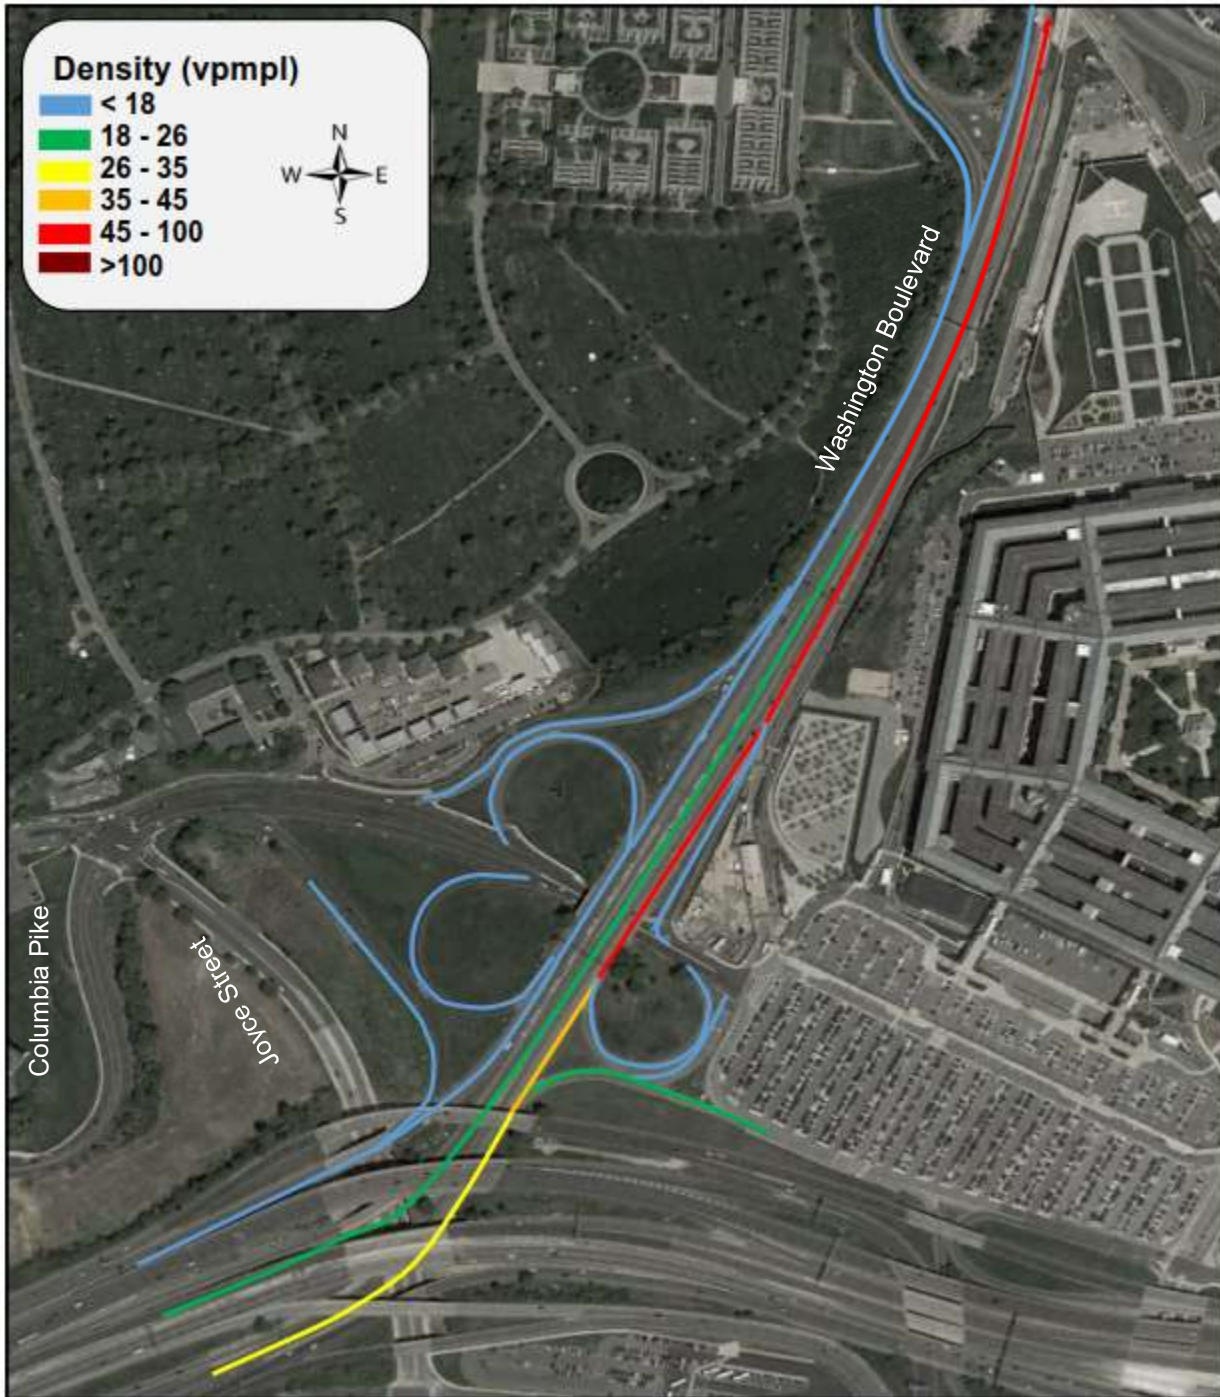 Density (vpmpl)
< 18
18 - 26
26 - 35
35 - 45
45 - 100
>100
N
W E
S
Washington Boulevard
Columbia Pike
Joyce Street